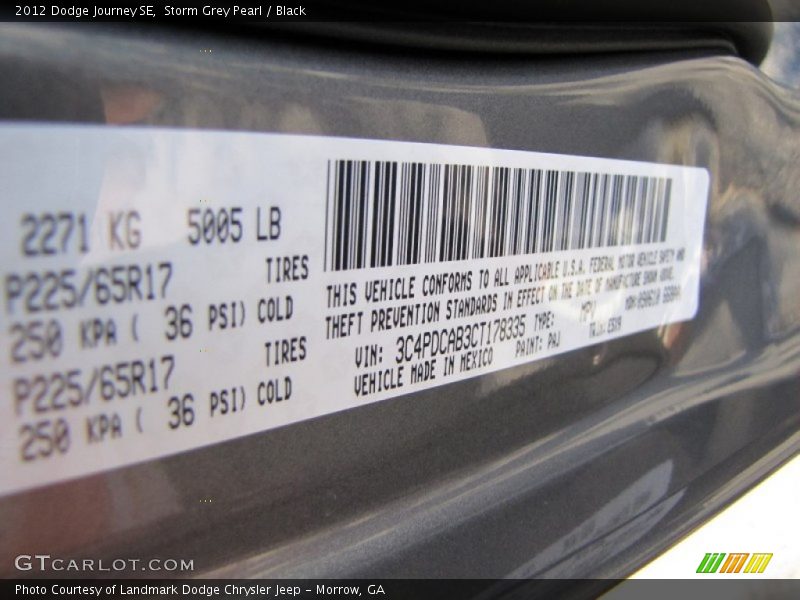 2012 Dodge Journey SE,  Storm Grey Pearl / Black
2271 KG 5005 LB
P225/65R17 TIRES
250 KPA ( 36 PSI) COLD
P225/65R17 TIRES
250 KPA ( 36 PSI) COLD
THIS VEHICLE CONFORMS TO ALL APPLICABLE U.S.A. FEDERAL MOTOR VEHICLE SAFETY AND
THEFT PREVENTION STANDARDS IN EFFECT ON THE DATE OF MANUFACTURE SHOWN ABOVE.
VIN: 3C4PDCAB3CT178335 TYPE: MPV
VEHICLE MADE IN MEXICO PAINT: PAJ
GTCARLOT.COM
Photo Courtesy of Landmark Dodge Chrysler Jeep - Morrow, GA